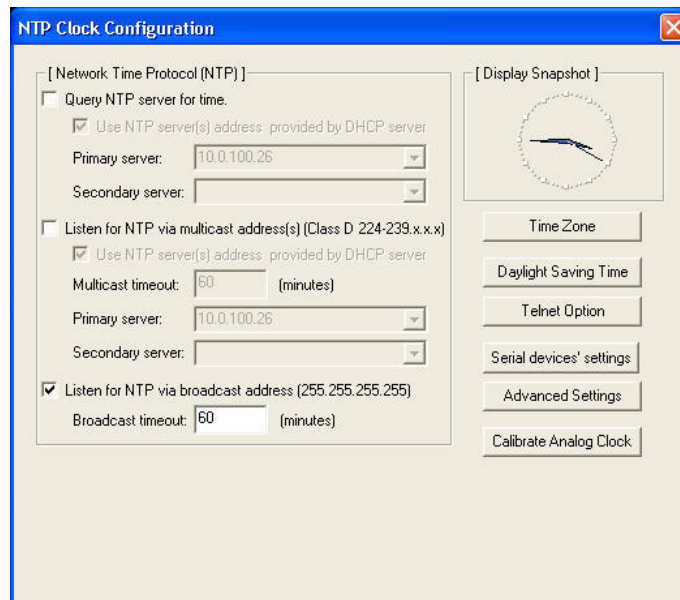 NTP Clock Configuration
[ Network Time Protocol (NTP) ]
Query NTP server for time.
Use NTP server(s) address provided by DHCP server
Primary server: 10.0.100.26
Secondary server:
Listen for NTP via multicast address(s) (Class D 224-239.x.x.x)
Use NTP server(s) address provided by DHCP server
Multicast timeout: 60 (minutes)
Primary server: 10.0.100.26
Secondary server:
Listen for NTP via broadcast address (255.255.255.255)
Broadcast timeout: 60 (minutes)
[ Display Snapshot ]
Time Zone
Daylight Saving Time
Telnet Option
Serial devices' settings
Advanced Settings
Calibrate Analog Clock